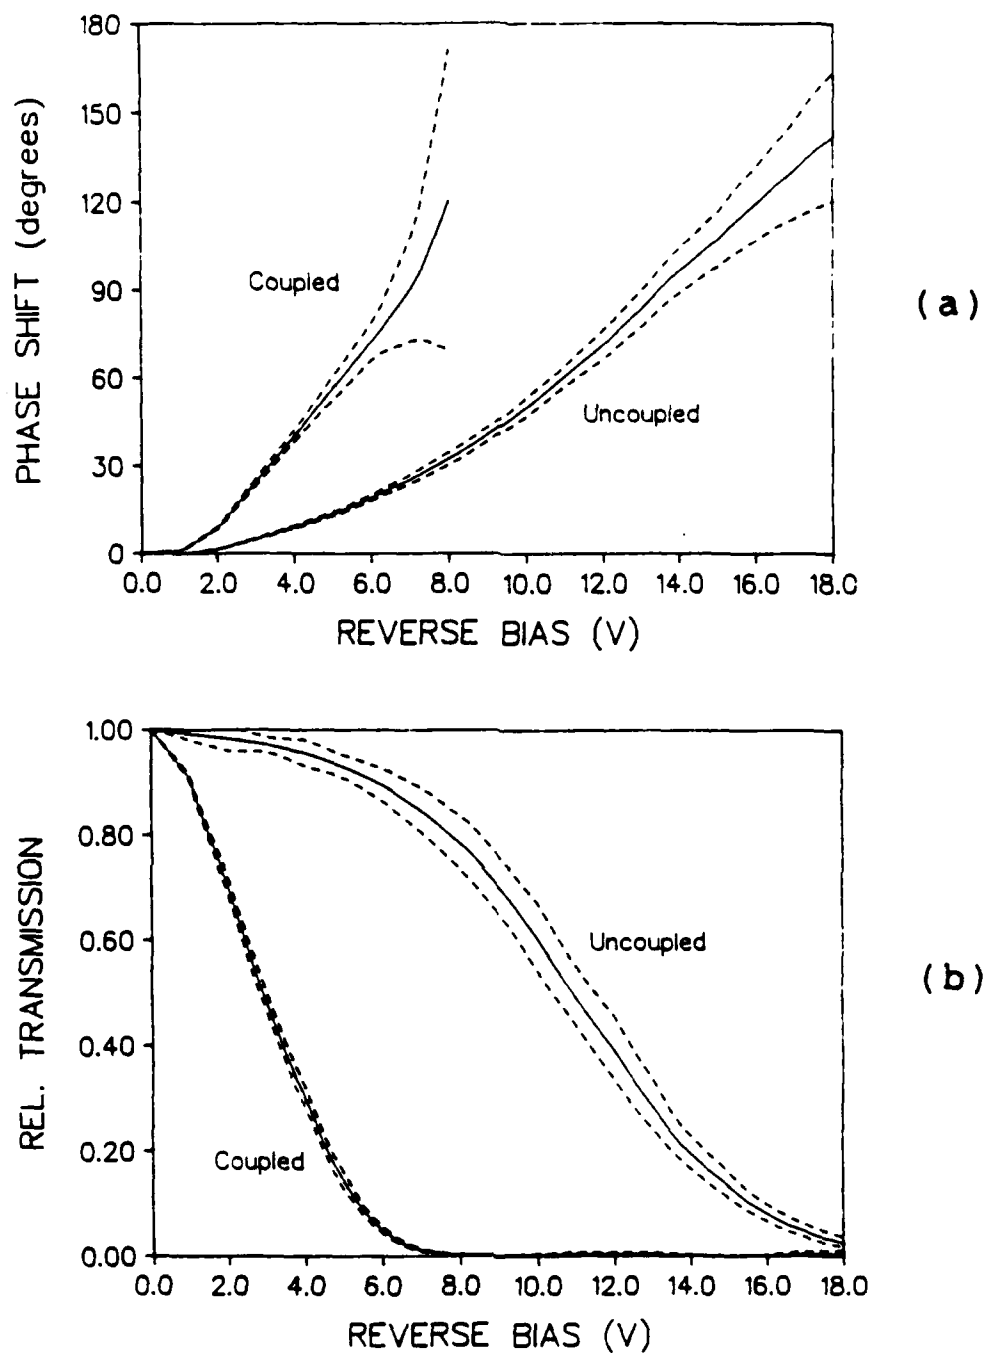 180
150
120
90
60
30
0
PHASE SHIFT (degrees)
Coupled
Uncoupled
(a)
0.0 2.0 4.0 6.0 8.0 10.0 12.0 14.0 16.0 18.0
REVERSE BIAS (V)
1.00
0.80
0.60
0.40
0.20
0.00
REL. TRANSMISSION
Uncoupled
Coupled
(b)
0.0 2.0 4.0 6.0 8.0 10.0 12.0 14.0 16.0 18.0
REVERSE BIAS (V)